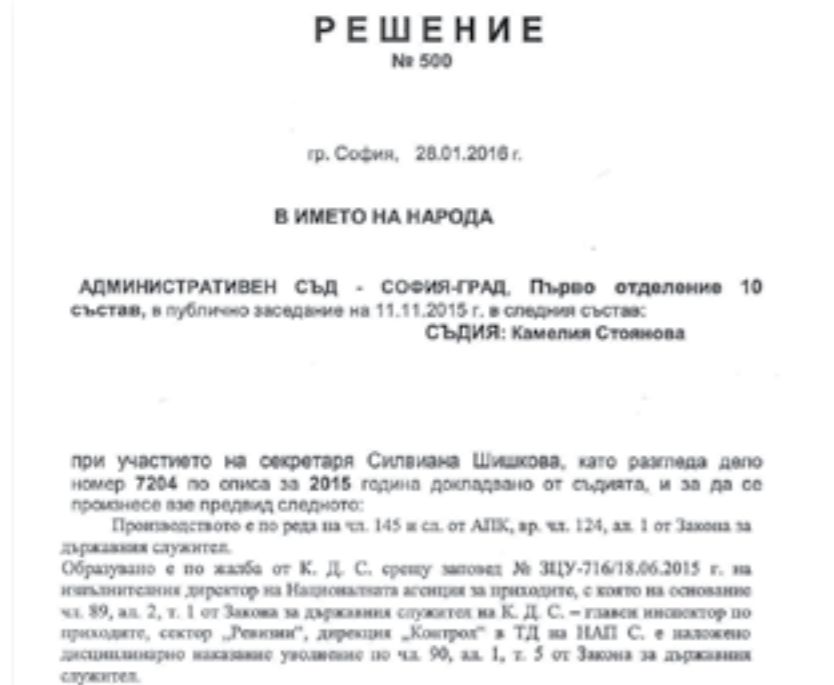 РЕШЕНИЕ
№ 500
гр. София, 28.01.2016 г.
В ИМЕТО НА НАРОДА
АДМИНИСТРАТИВЕН СЪД - СОФИЯ-ГРАД, Първо отделение 10
състав, в публично заседание на 11.11.2015 г. в следния състав:
СЪДИЯ: Камелия Стоянова
при участието на секретаря Силвиана Шишкова, като разгледа дело
номер 7204 по описа за 2015 година докладвано от съдията, и за да се
произнесе взе предвид следното:
Производството е по реда на чл. 145 и сл. от АПК, вр. чл. 124, ал. 1 от Закона за
държавния служител.
Образувано е по жалба от К. Д. С. срещу заповед № ЗЦУ-716/18.06.2015 г. на
изпълнителния директор на Националната агенция за приходите, с която на основание
чл. 89, ал. 2, т. 1 от Закона за държавния служител на К. Д. С. – главен инспектор по
приходите, сектор „Ревизии", дирекция „Контрол" в ТД на НАП С. е наложено
дисциплинарно наказание уволнение по чл. 90, ал. 1, т. 5 от Закона за държавния
служител.